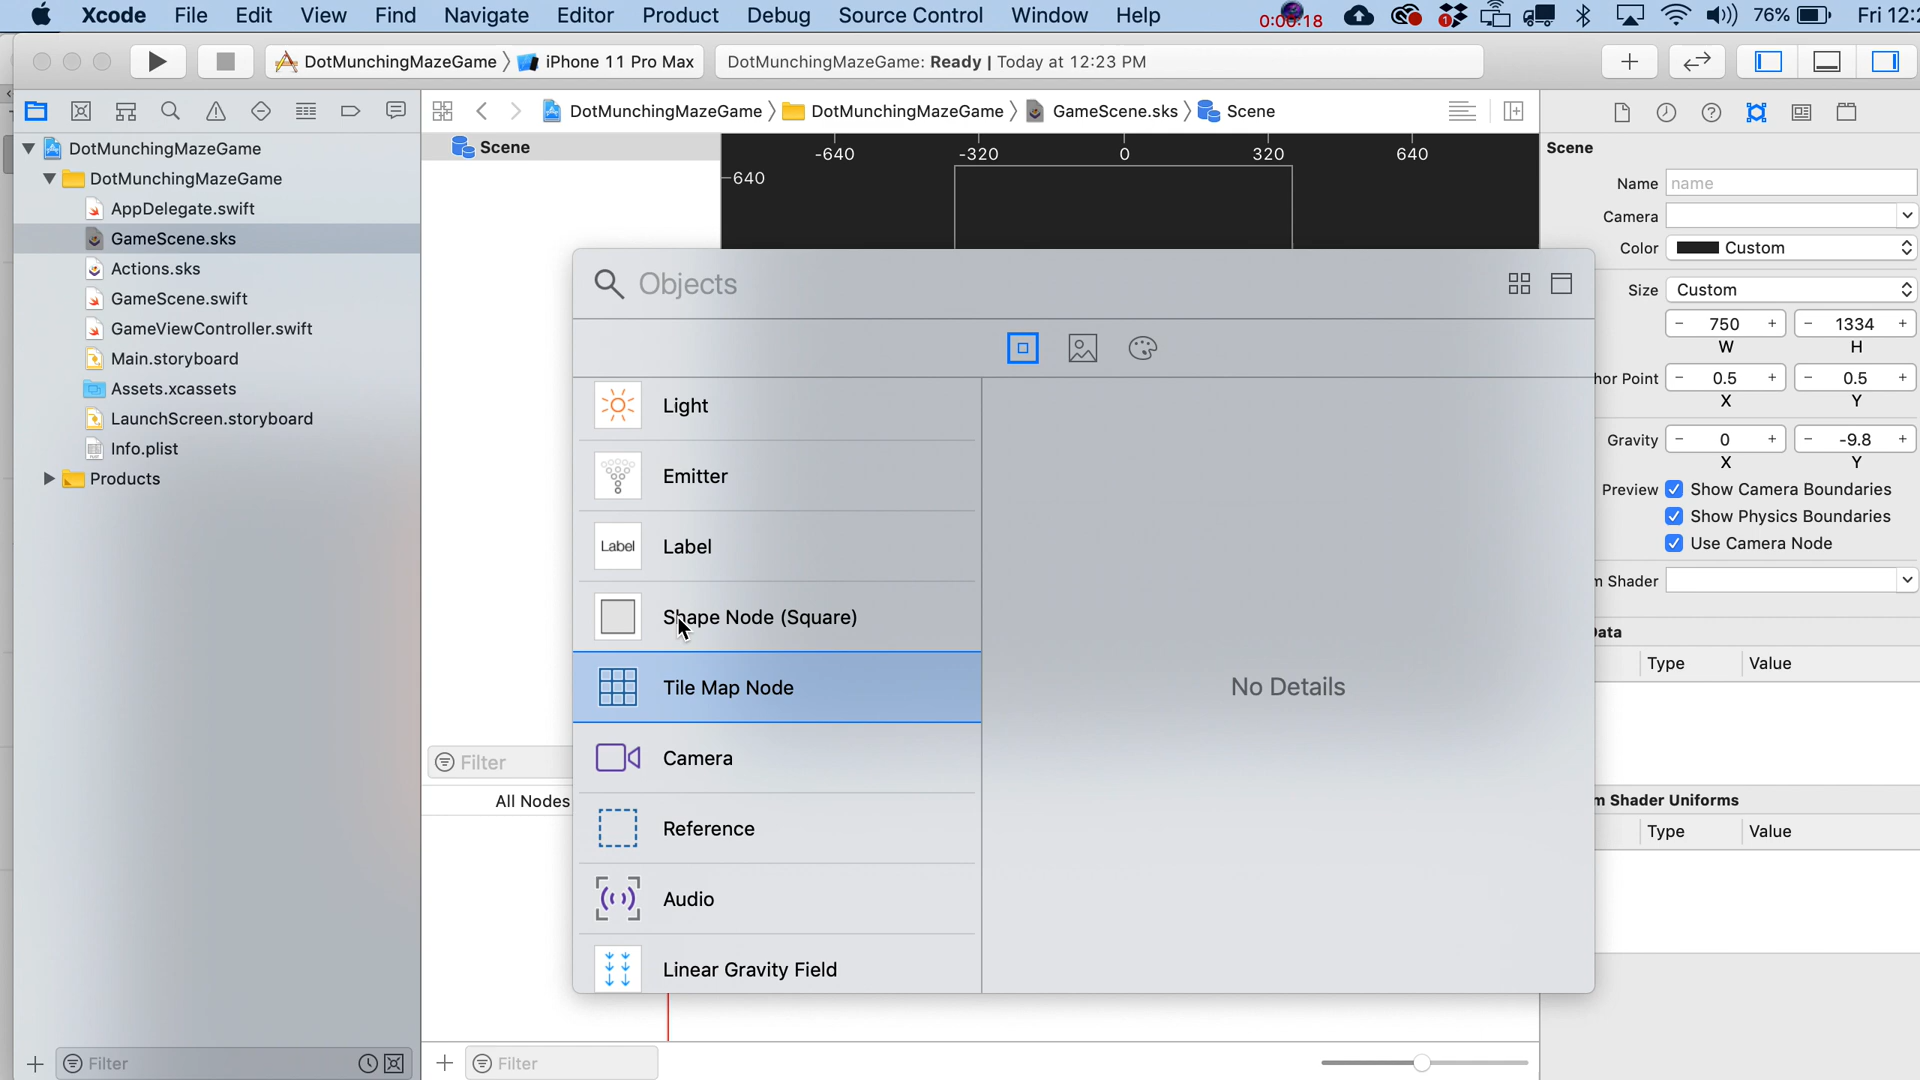 Xcode File Edit View Find Navigate Editor Product Debug Source Control Window Help 0:00:18 1 76% Fri 12:2
DotMunchingMazeGame iPhone 11 Pro Max DotMunchingMazeGame: Ready | Today at 12:23 PM
DotMunchingMazeGame DotMunchingMazeGame GameScene.sks Scene
DotMunchingMazeGame
DotMunchingMazeGame
AppDelegate.swift
GameScene.sks
Actions.sks
GameScene.swift
GameViewController.swift
Main.storyboard
Assets.xcassets
LaunchScreen.storyboard
Info.plist
Products
Filter
Scene
Filter
All Nodes
Filter
-640 -320 0 320 640
-640
Objects
Light
Emitter
Label Label
Shape Node (Square)
Tile Map Node
Camera
Reference
Audio
Linear Gravity Field
No Details
Scene
Name name
Camera
Color Custom
Size Custom
- 750 + - 1334 +
W H
hor Point - 0.5 + - 0.5 +
X Y
Gravity - 0 + - -9.8 +
X Y
Preview Show Camera Boundaries
Show Physics Boundaries
Use Camera Node
m Shader
Data
Type Value
m Shader Uniforms
Type Value